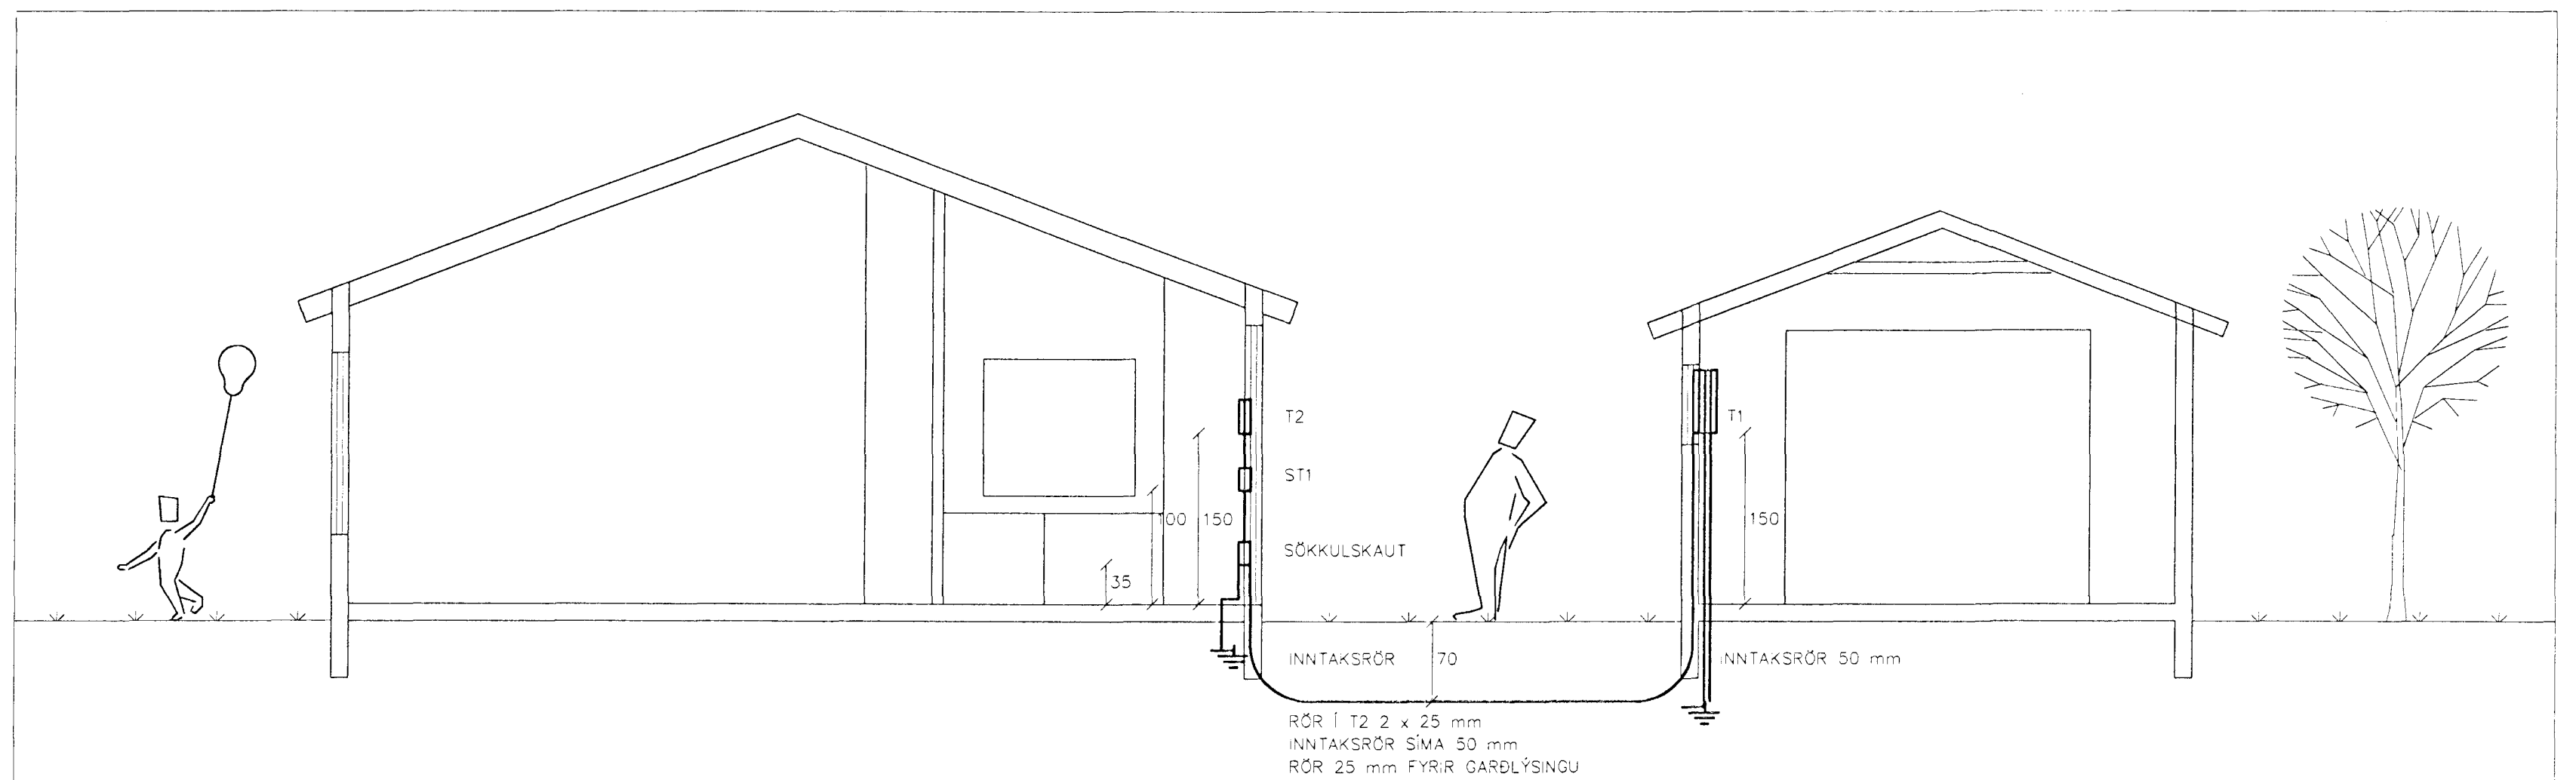 T2
T1
ST1
100
150
150
SÖKKULSKAUT
35
INNTAKSRÖR
70
INNTAKSRÖR 50 mm
RÖR Í T2 2 x 25 mm
INNTAKSRÖR SÍMA 50 mm
RÖR 25 mm FYRIR GARÐLÝSINGU